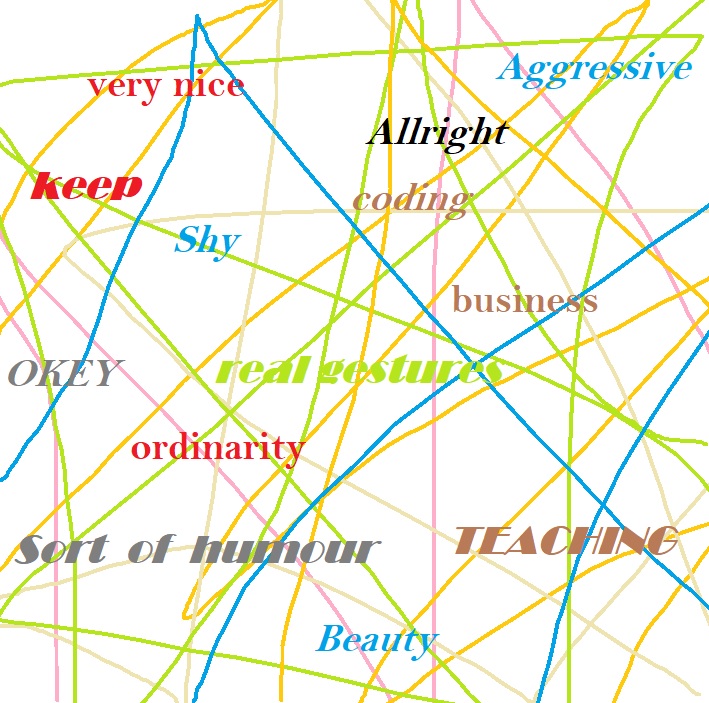 Aggressive
very nice
Allright
keep
coding
Shy
business
OKEY
real gestures
ordinarity
Sort of humour
TEACHING
Beauty